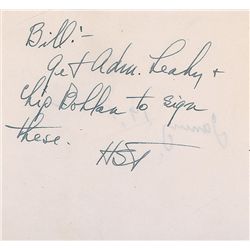 Bill:-
Get Adm. Leahy +
Chip Bohlen to sign
these.
HST